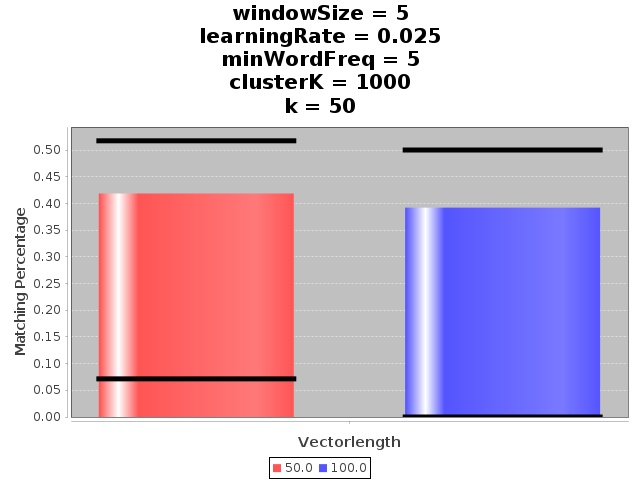 windowSize = 5
learningRate = 0.025
minWordFreq = 5
clusterK = 1000
k = 50
Matching Percentage
0.50
0.45
0.40
0.35
0.30
0.25
0.20
0.15
0.10
0.05
0.00
Vectorlength
50.0 100.0